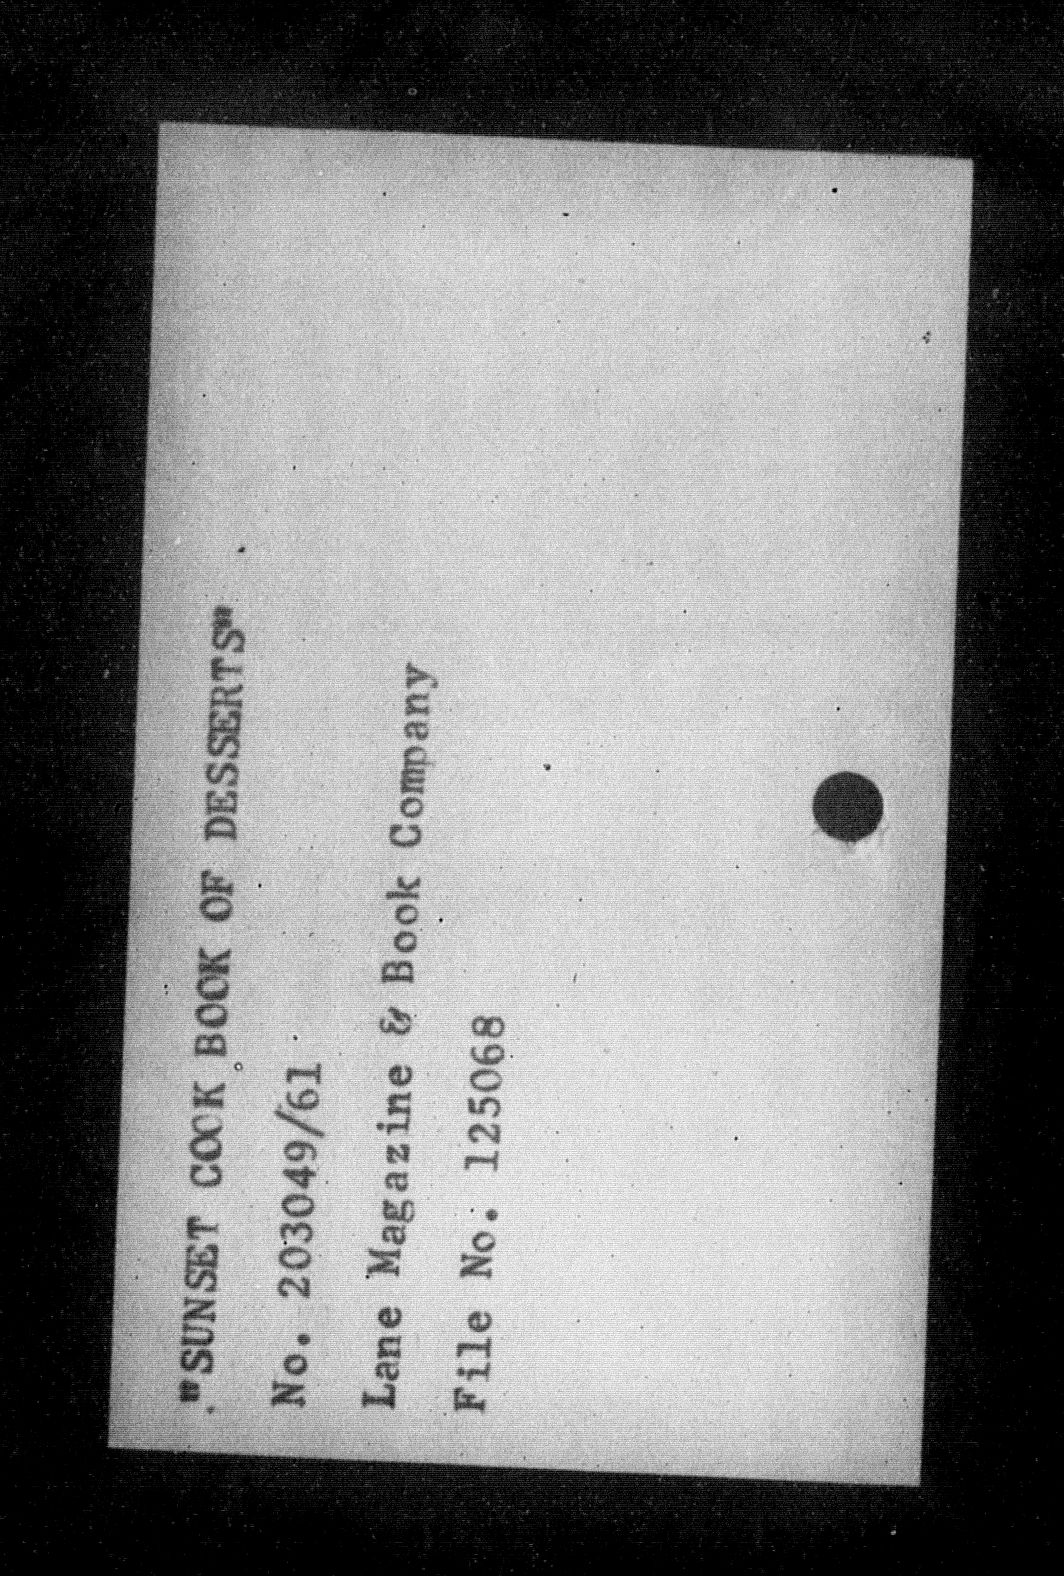 "SUNSET COOK BOOK OF DESSERTS"
No. 203049/61
Lane Magazine & Book Company
File No. 125068